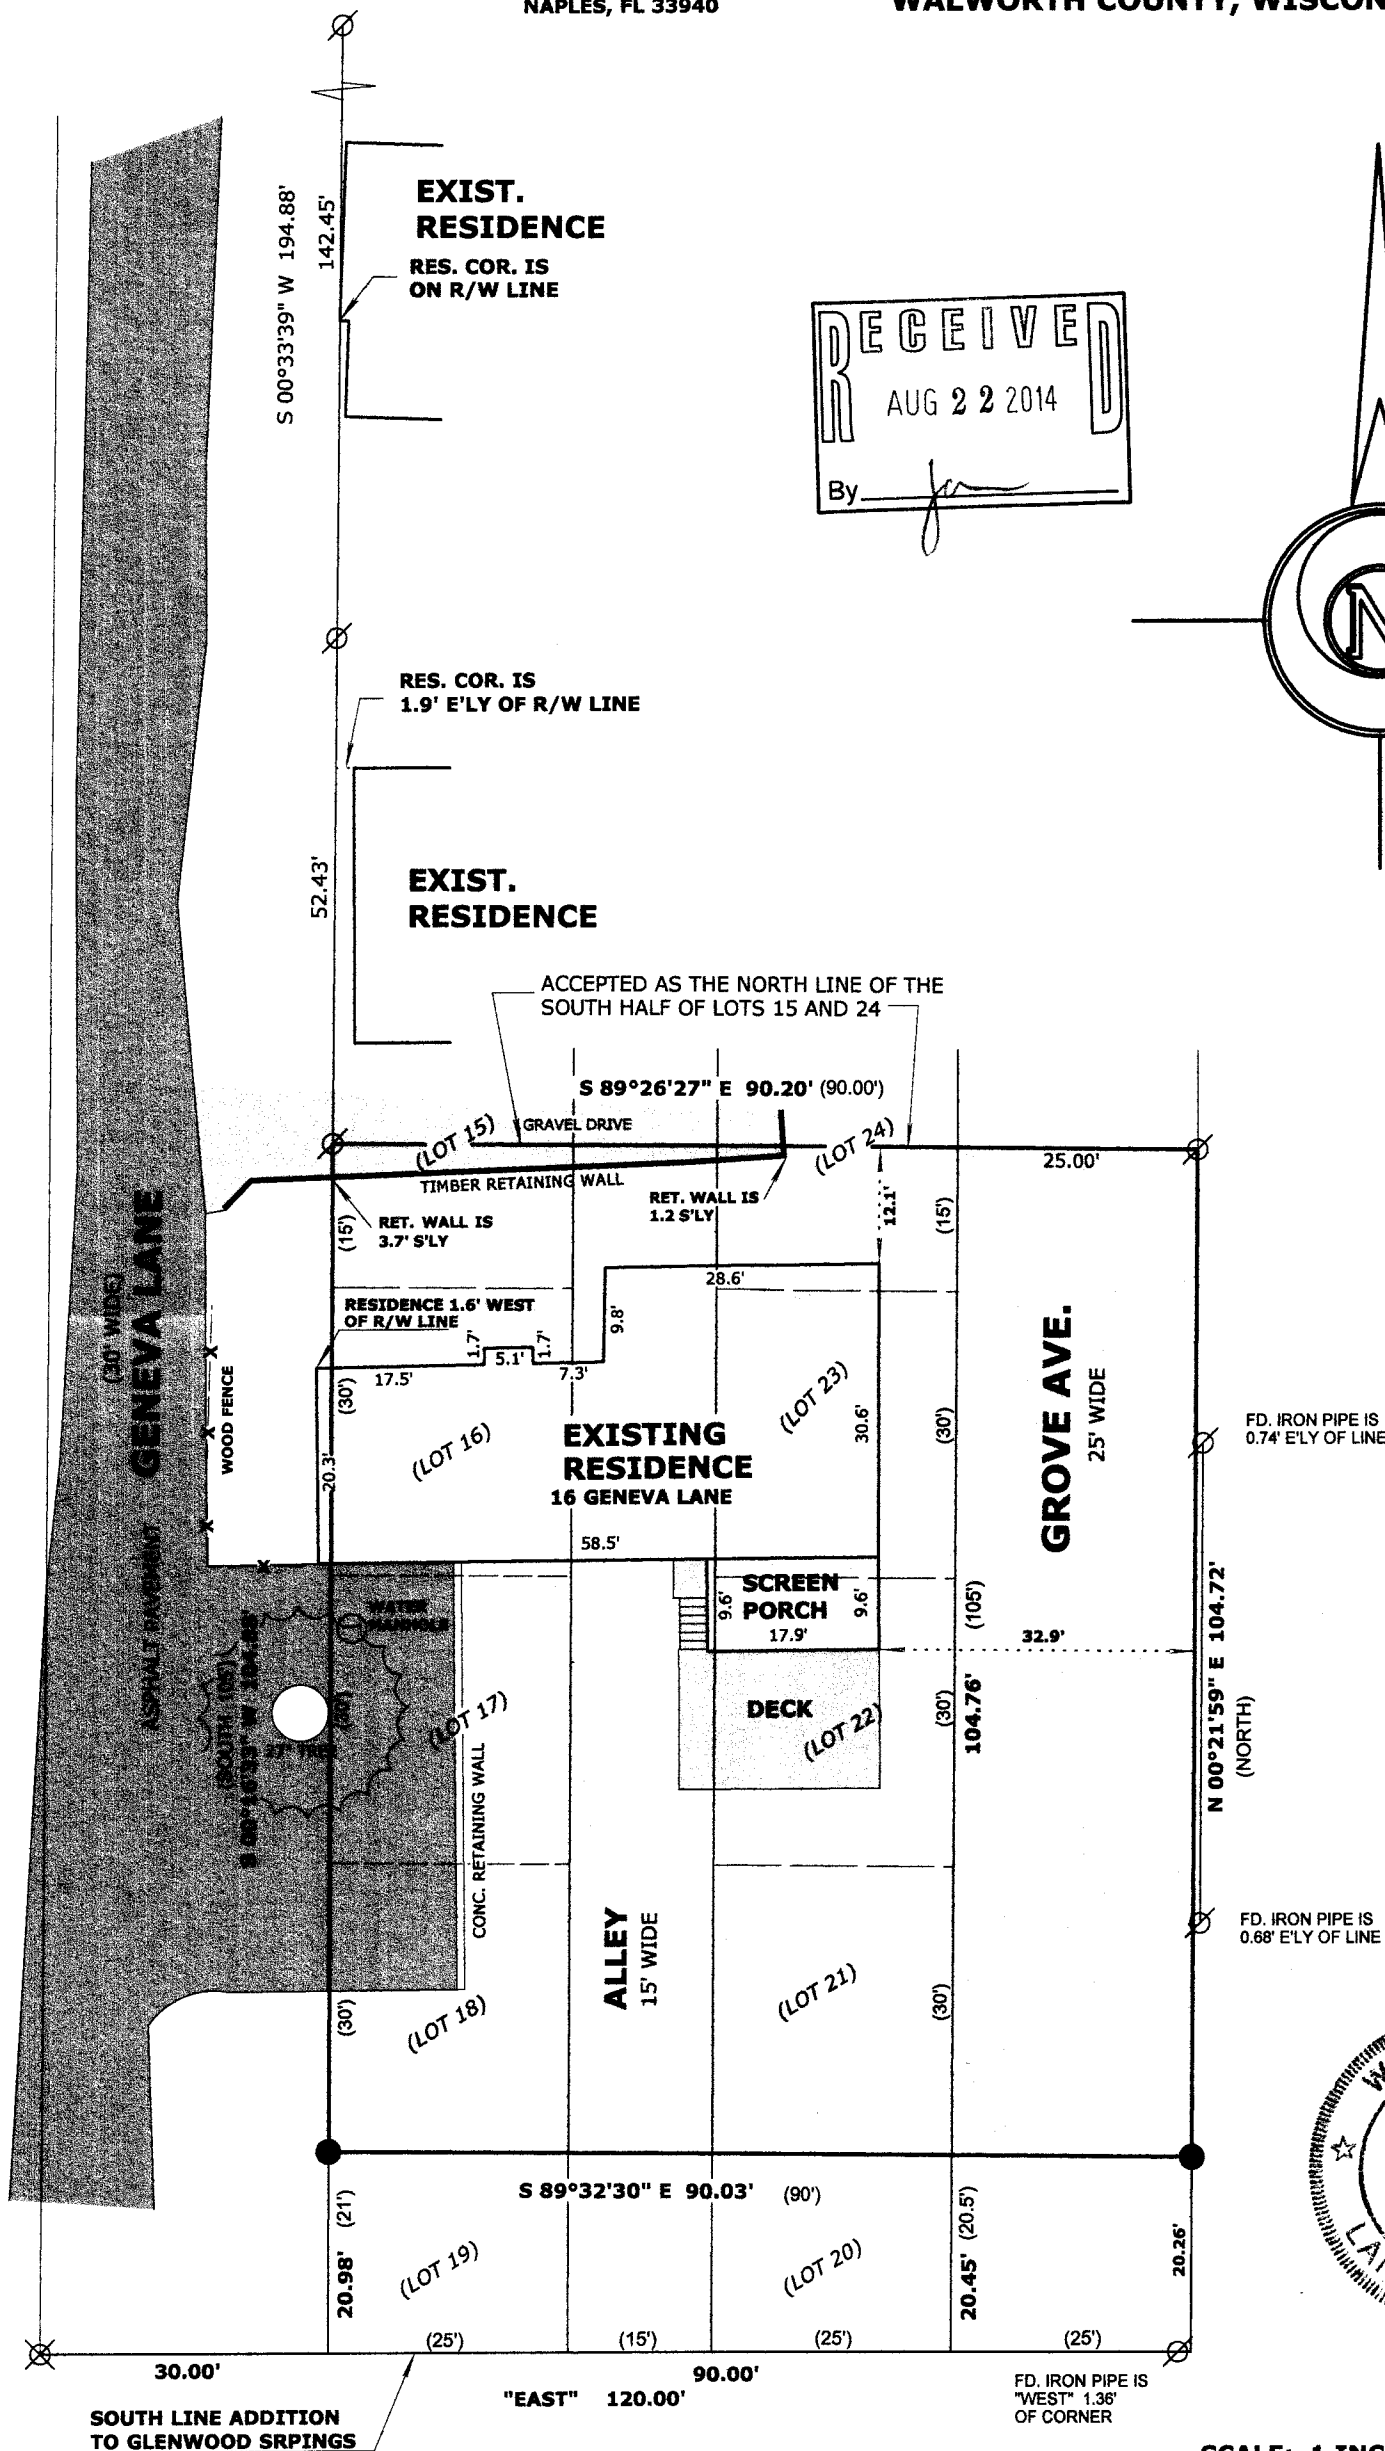 NAPLES, FL 33940
WALWORTH COUNTY, WISCON
S 00°33'39" W 194.88'
142.45'
EXIST.
RESIDENCE
RES. COR. IS
ON R/W LINE
RECEIVED
AUG 22 2014
By
N
RES. COR. IS
1.9' E'LY OF R/W LINE
52.43'
EXIST.
RESIDENCE
ACCEPTED AS THE NORTH LINE OF THE
SOUTH HALF OF LOTS 15 AND 24
S 89°26'27" E 90.20' (90.00')
(LOT 15)
GRAVEL DRIVE
(LOT 24)
25.00'
TIMBER RETAINING WALL
RET. WALL IS
1.2 S'LY
12.1'
(15')
(15')
RET. WALL IS
3.7' S'LY
GENEVA LANE
(30' WIDE)
28.6'
RESIDENCE 1.6' WEST
OF R/W LINE
9.8'
1.7'
5.1'
1.7'
7.3'
17.5'
(30')
WOOD FENCE
(LOT 16)
(LOT 23)
30.6'
(30')
GROVE AVE.
25' WIDE
FD. IRON PIPE IS
0.74' E'LY OF LINE
EXISTING
RESIDENCE
16 GENEVA LANE
20.3'
58.5'
ASPHALT PAVEMENT
WATER
MANHOLE
SCREEN
PORCH
9.6'
9.6'
17.9'
(105')
32.9'
N 00°21'59" E 104.72'
(NORTH)
(SOUTH 105')
27" TREE
(30')
(LOT 17)
CONC. RETAINING WALL
DECK
(LOT 22)
(30')
104.76'
ALLEY
15' WIDE
FD. IRON PIPE IS
0.68' E'LY OF LINE
(LOT 18)
(30')
(LOT 21)
(30')
S 89°32'30" E 90.03' (90')
(21')
20.98'
(LOT 19)
(LOT 20)
20.45' (20.5')
20.26'
(25')
(15')
(25')
(25')
30.00'
90.00'
"EAST" 120.00'
FD. IRON PIPE IS
"WEST" 1.36'
OF CORNER
SOUTH LINE ADDITION
TO GLENWOOD SRPINGS
SCALE: 1 INC